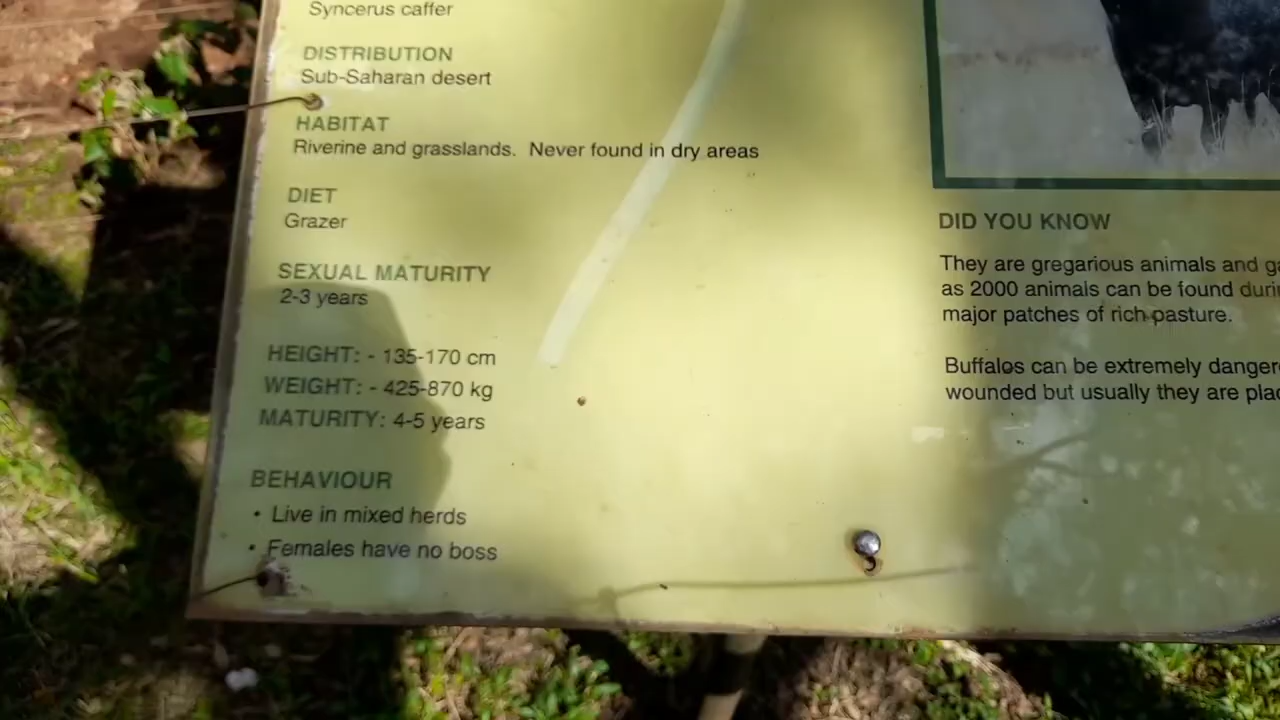 Syncerus caffer
DISTRIBUTION
Sub-Saharan desert
HABITAT
Riverine and grasslands. Never found in dry areas
DIET
Grazer
SEXUAL MATURITY
2-3 years
HEIGHT: - 135-170 cm
WEIGHT: - 425-870 kg
MATURITY: 4-5 years
BEHAVIOUR
• Live in mixed herds
• Females have no boss
DID YOU KNOW
They are gregarious animals and
as 2000 animals can be found
major patches of rich pasture.
Buffalos can be extremely
wounded but usually they are